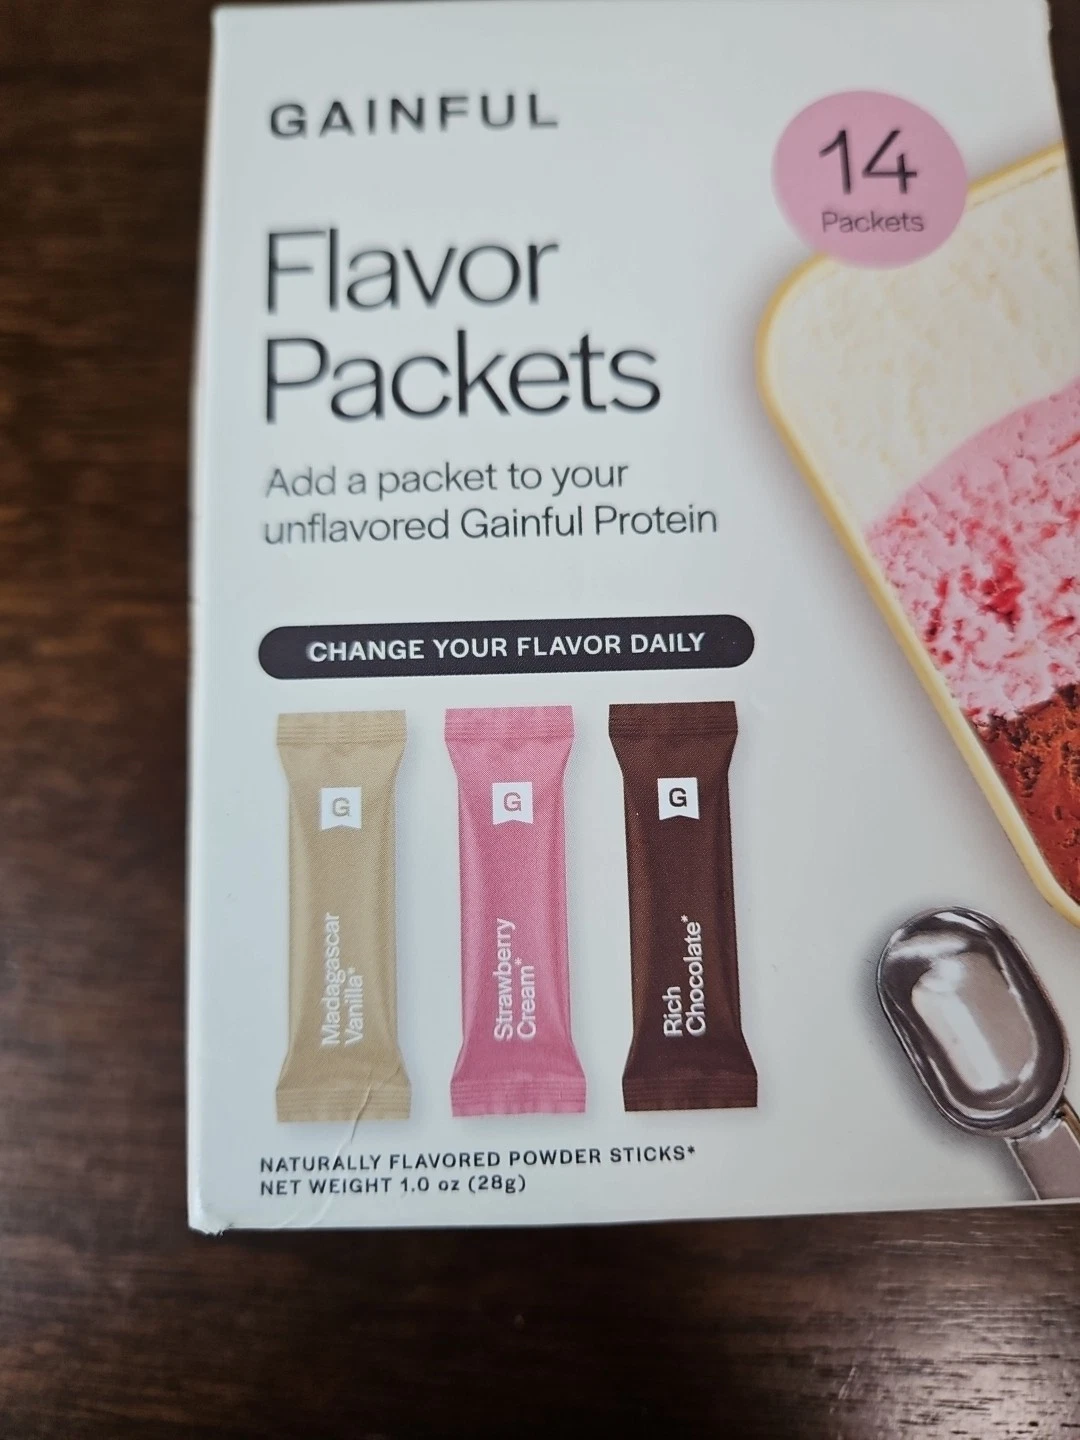 GAINFUL
14
Packets
Flavor
Packets
Add a packet to your
unflavored Gainful Protein
CHANGE YOUR FLAVOR DAILY
G
Madagascar
Vanilla*
G
Strawberry
Cream*
G
Rich
Chocolate*
NATURALLY FLAVORED POWDER STICKS*
NET WEIGHT 1.0 oz (28g)